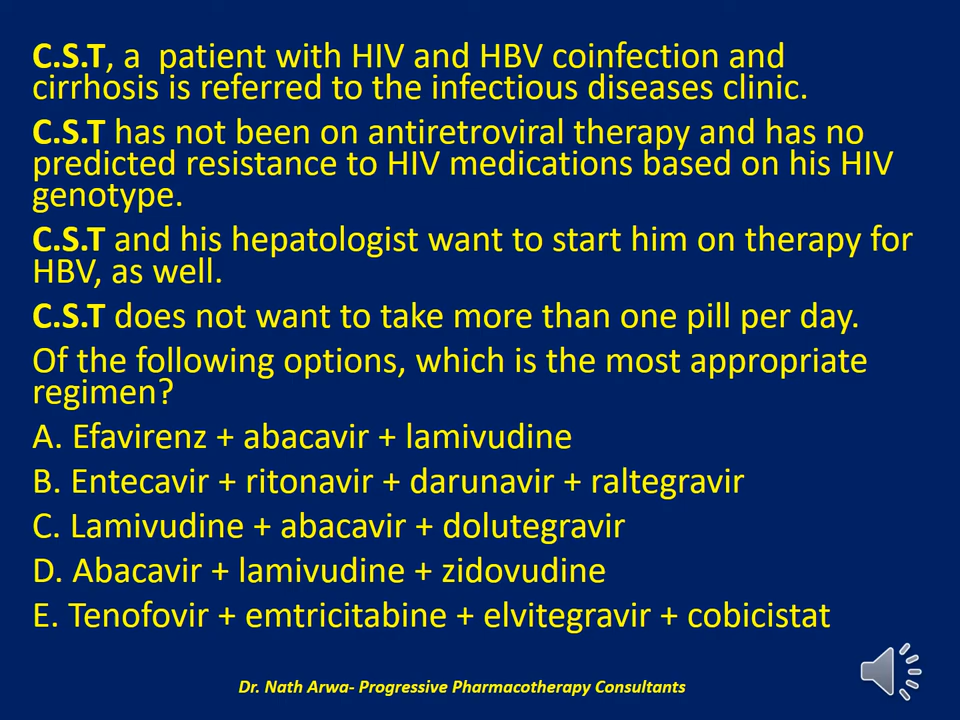 C.S.T, a patient with HIV and HBV coinfection and
cirrhosis is referred to the infectious diseases clinic.
C.S.T has not been on antiretroviral therapy and has no
predicted resistance to HIV medications based on his HIV
genotype.
C.S.T and his hepatologist want to start him on therapy for
HBV, as well.
C.S.T does not want to take more than one pill per day.
Of the following options, which is the most appropriate
regimen?
A. Efavirenz + abacavir + lamivudine
B. Entecavir + ritonavir + darunavir + raltegravir
C. Lamivudine + abacavir + dolutegravir
D. Abacavir + lamivudine + zidovudine
E. Tenofovir + emtricitabine + elvitegravir + cobicistat
Dr. Nath Arwa- Progressive Pharmacotherapy Consultants